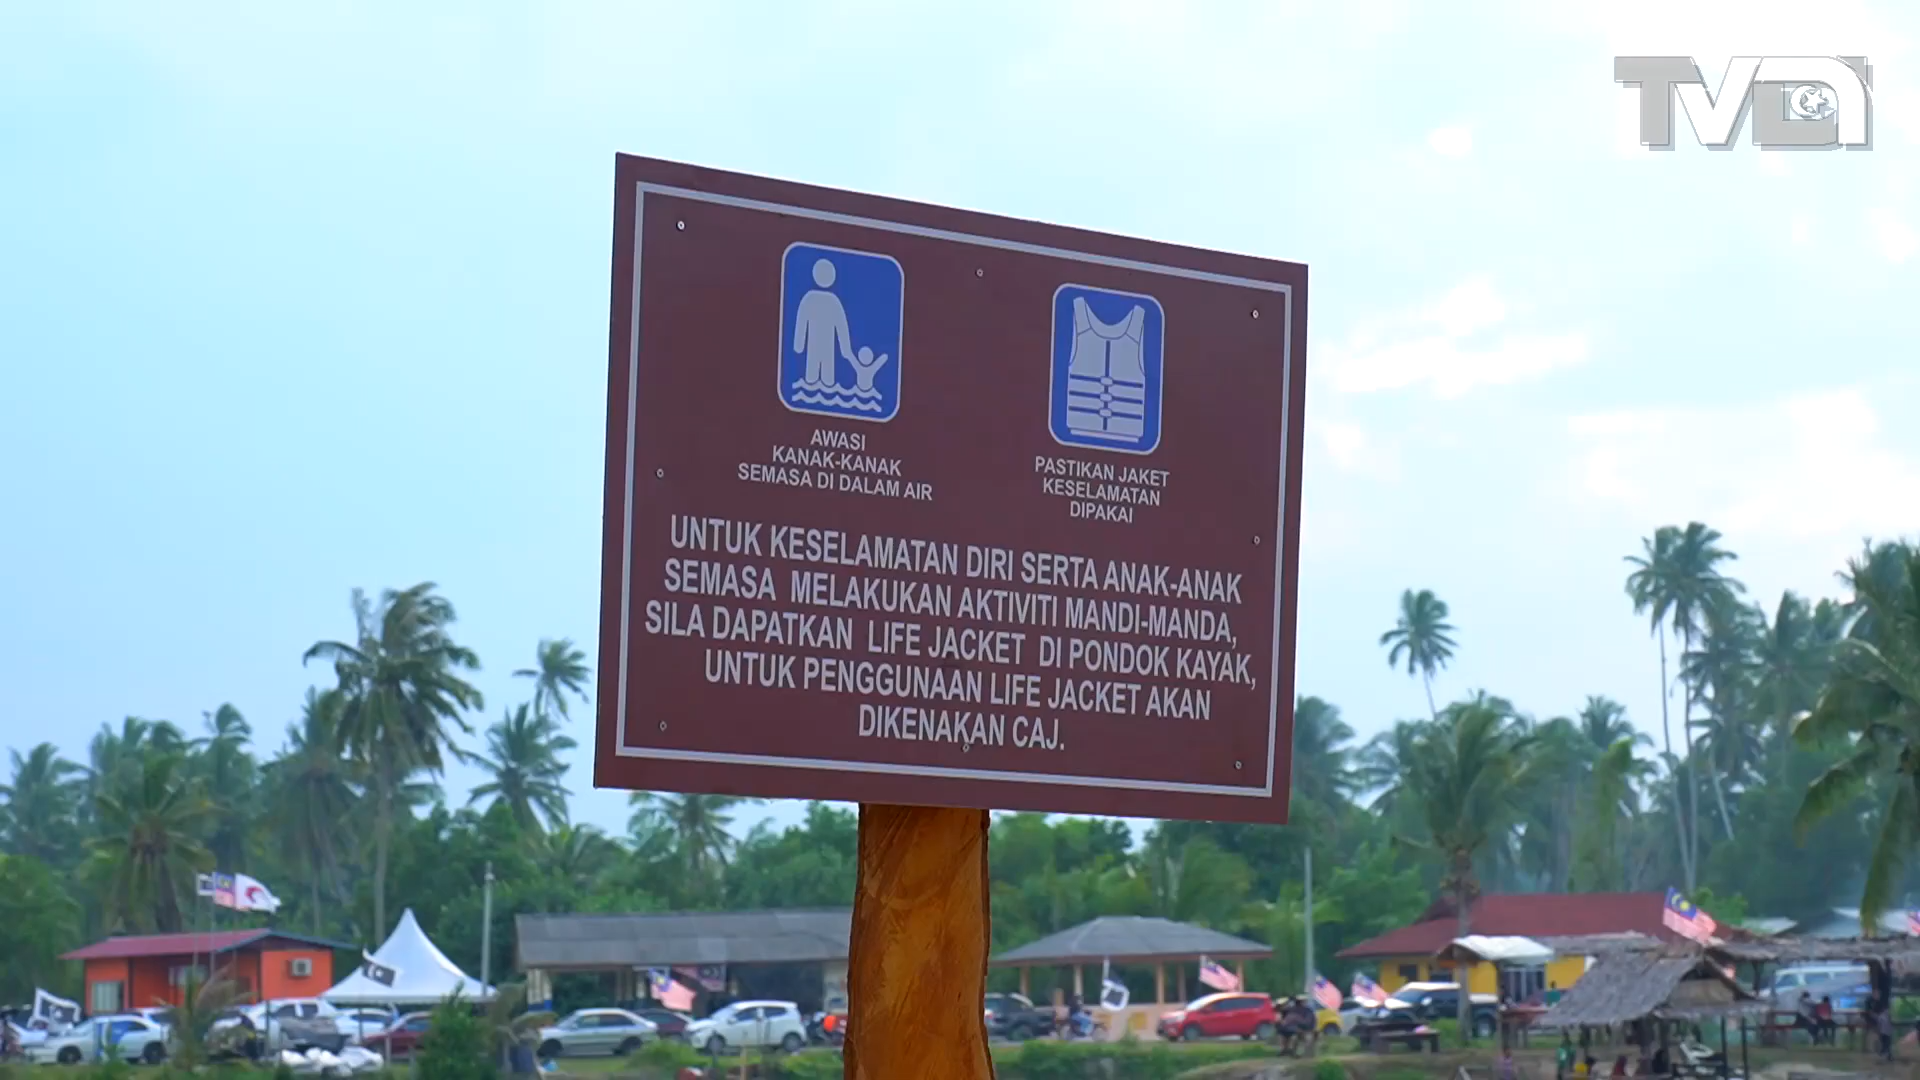 TVDI
AWASI
KANAK-KANAK
SEMASA DI DALAM AIR
PASTIKAN JAKET
KESELAMATAN
DIPAKAI
UNTUK KESELAMATAN DIRI SERTA ANAK-ANAK
SEMASA MELAKUKAN AKTIVITI MANDI-MANDA,
SILA DAPATKAN LIFE JACKET DI PONDOK KAYAK,
UNTUK PENGGUNAAN LIFE JACKET AKAN
DIKENAKAN CAJ.